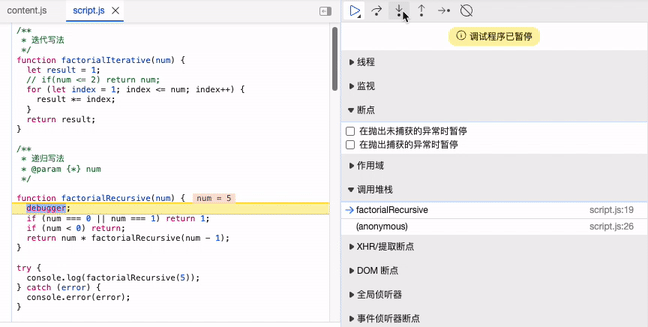 content.js script.js
/**
 * 迭代写法
 */
function factorialIterative(num) {
  let result = 1;
  // if(num <= 2) return num;
  for (let index = 1; index <= num; index++) {
    result *= index;
  }
  return result;
}
/**
 * 递归写法
 * @param {*} num
function factorialRecursive(num) { num = 5
  debugger;
  if (num === 0 || num === 1) return 1;
  if (num < 0) return;
  return num * factorialRecursive(num - 1);
}
try {
  console.log(factorialRecursive(5));
} catch (error) {
  console.error(error);
}
调试程序已暂停
线程
监视
断点
在抛出未捕获的异常时暂停
在抛出捕获的异常时暂停
作用域
调用堆栈
factorialRecursive script.js:19
(anonymous) script.js:26
XHR/提取断点
DOM 断点
全局侦听器
事件侦听器断点